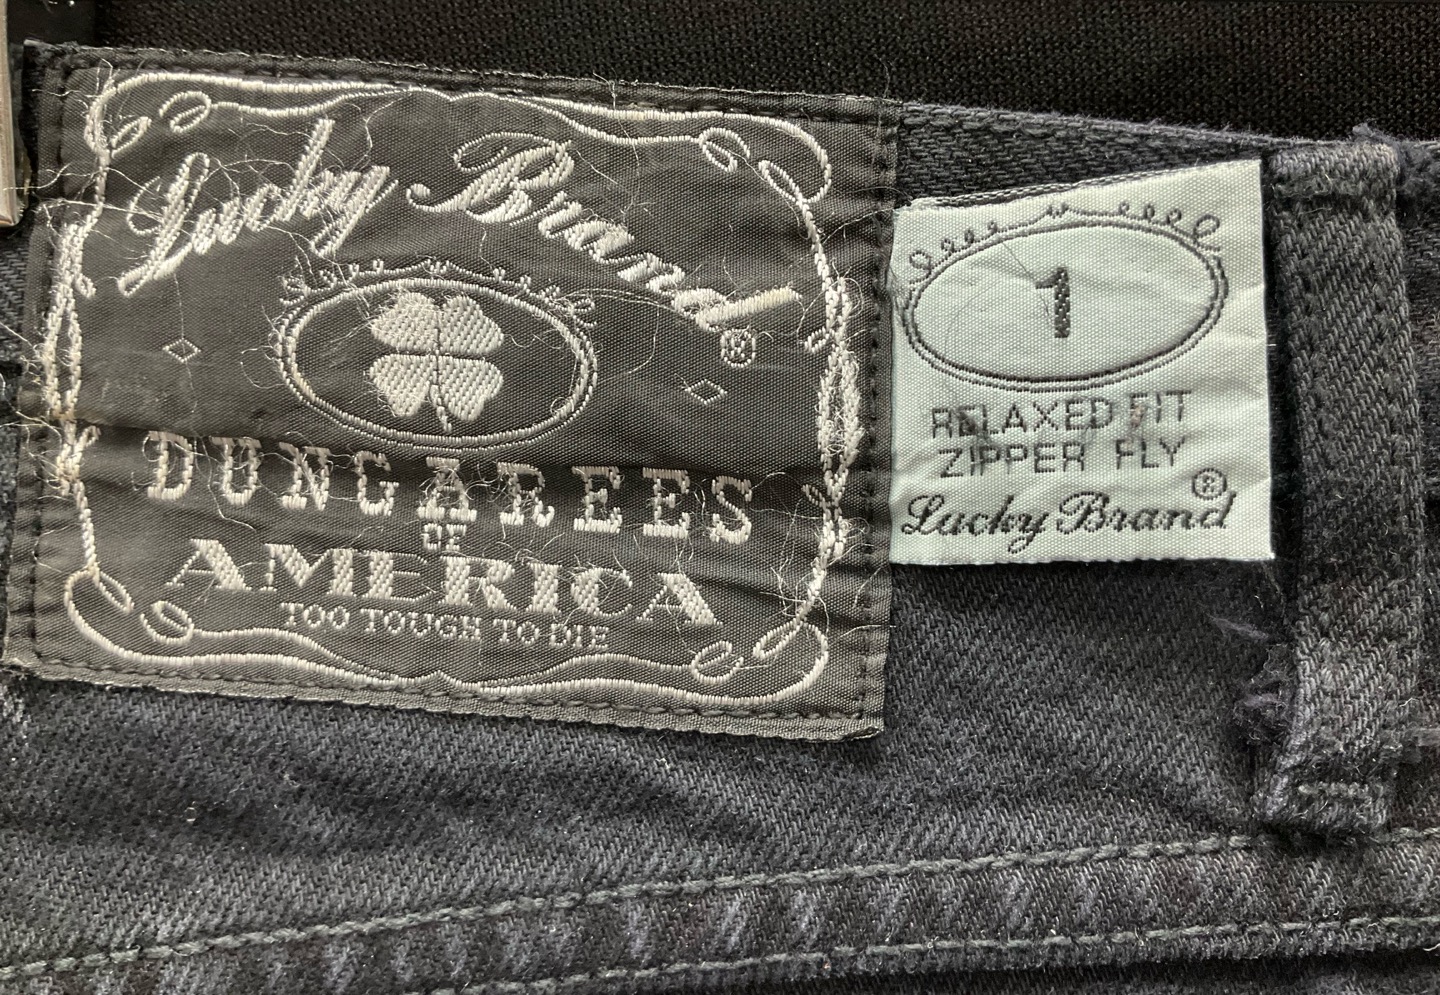 Lucky Brand®
DUNGAREES
OF
AMERICA
TOO TOUGH TO DIE
1
RELAXED FIT
ZIPPER FLY
Lucky Brand®